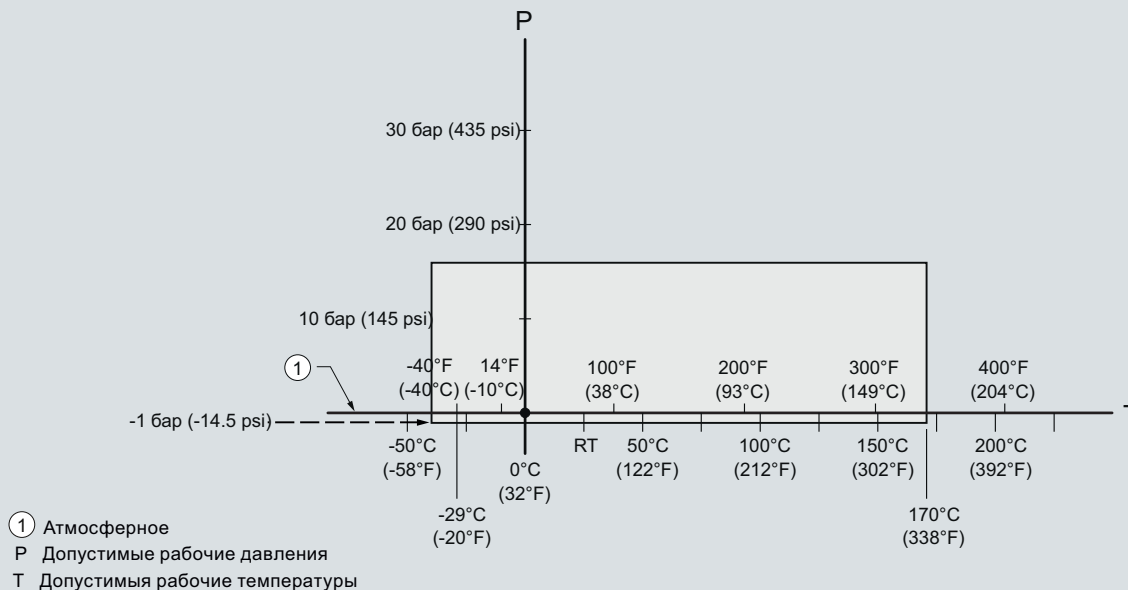 P
30 бар (435 psi)
20 бар (290 psi)
10 бар (145 psi)
-40°F 14°F 100°F 200°F 300°F 400°F
(-40°C) (-10°C) (38°C) (93°C) (149°C) (204°C)
1
-1 бар (-14.5 psi)
-50°C RT 50°C 100°C 150°C 200°C
(-58°F) (122°F) (212°F) (302°F) (392°F)
0°C
(32°F)
-29°C 170°C
(-20°F) (338°F)
1 Атмосферное
P Допустимые рабочие давления
T Допустимыя рабочие температуры